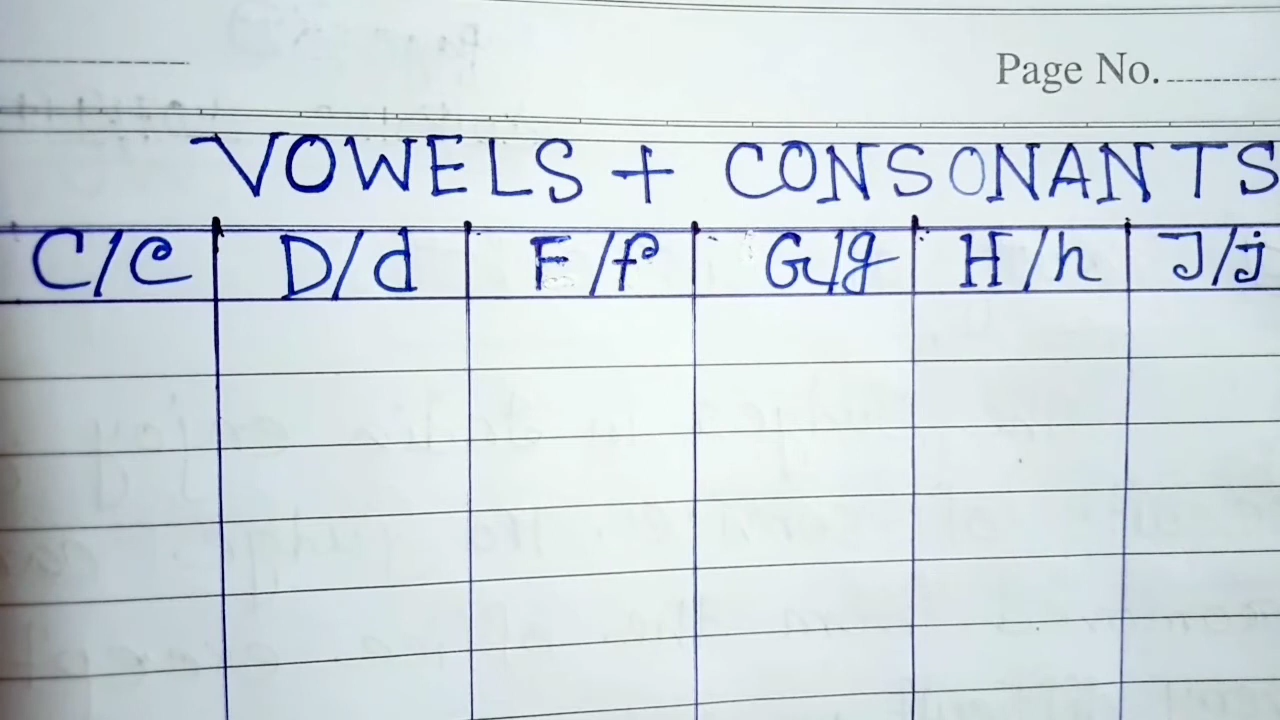 Page No.
VOWELS + CONSONANTS
C/c D/d F/f G/g H/h J/j